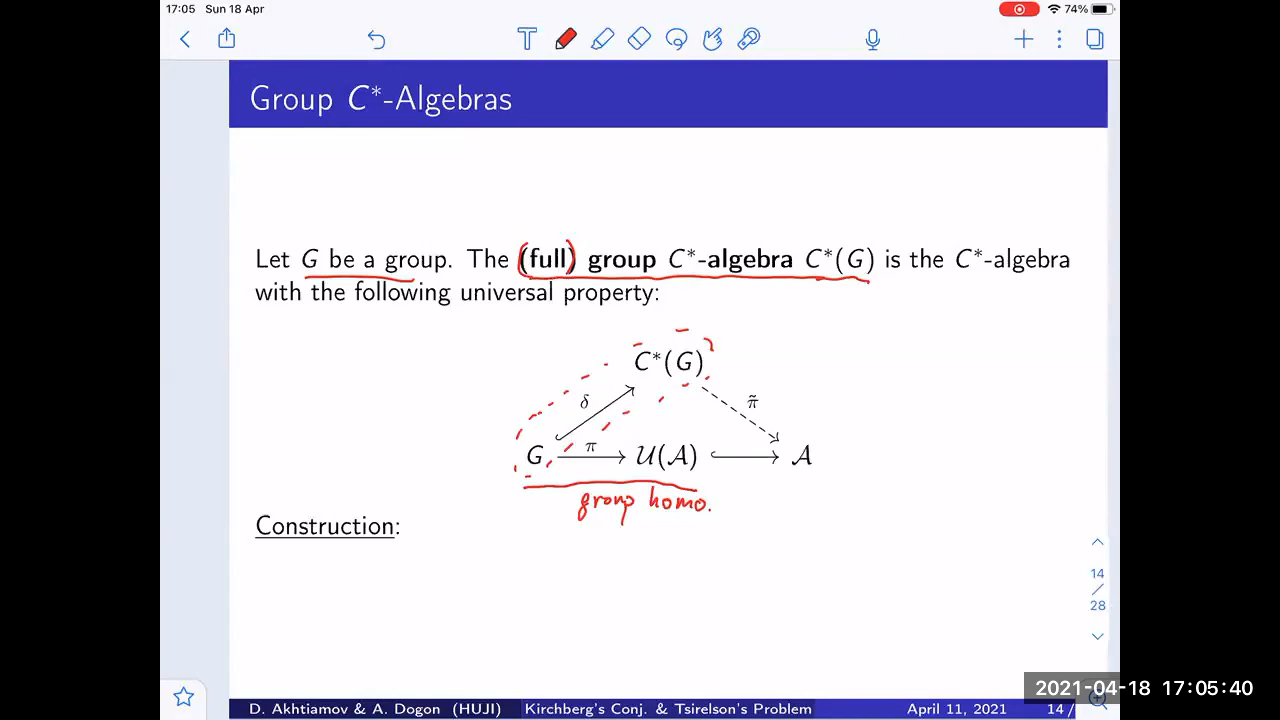 17:05 Sun 18 Apr
74%
Group C*-Algebras
Let G be a group. The (full) group C*-algebra C*(G) is the C*-algebra
with the following universal property:
C*(G)
δ
π̃
G
π
𝒰(𝒜)
𝒜
group homo.
Construction:
14
/
28
D. Akhtiamov & A. Dogon (HUJI)
Kirchberg's Conj. & Tsirelson's Problem
April 11, 2021
14 /
2021-04-18 17:05:40